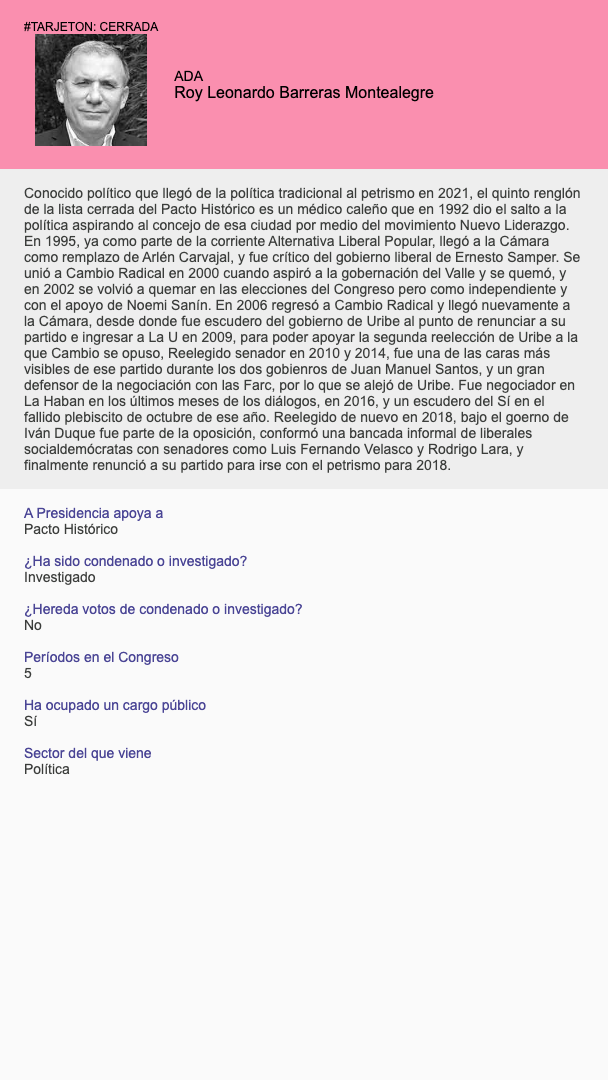 #TARJETON: CERRADA
ADA
Roy Leonardo Barreras Montealegre
Conocido político que llegó de la política tradicional al petrismo en 2021, el quinto renglón
de la lista cerrada del Pacto Histórico es un médico caleño que en 1992 dio el salto a la
política aspirando al concejo de esa ciudad por medio del movimiento Nuevo Liderazgo.
En 1995, ya como parte de la corriente Alternativa Liberal Popular, llegó a la Cámara
como remplazo de Arlén Carvajal, y fue crítico del gobierno liberal de Ernesto Samper. Se
unió a Cambio Radical en 2000 cuando aspiró a la gobernación del Valle y se quemó, y
en 2002 se volvió a quemar en las elecciones del Congreso pero como independiente y
con el apoyo de Noemi Sanín. En 2006 regresó a Cambio Radical y llegó nuevamente a
la Cámara, desde donde fue escudero del gobierno de Uribe al punto de renunciar a su
partido e ingresar a La U en 2009, para poder apoyar la segunda reelección de Uribe a la
que Cambio se opuso, Reelegido senador en 2010 y 2014, fue una de las caras más
visibles de ese partido durante los dos gobienros de Juan Manuel Santos, y un gran
defensor de la negociación con las Farc, por lo que se alejó de Uribe. Fue negociador en
La Haban en los últimos meses de los diálogos, en 2016, y un escudero del Sí en el
fallido plebiscito de octubre de ese año. Reelegido de nuevo en 2018, bajo el goerno de
Iván Duque fue parte de la oposición, conformó una bancada informal de liberales
socialdemócratas con senadores como Luis Fernando Velasco y Rodrigo Lara, y
finalmente renunció a su partido para irse con el petrismo para 2018.
A Presidencia apoya a
Pacto Histórico
¿Ha sido condenado o investigado?
Investigado
¿Hereda votos de condenado o investigado?
No
Períodos en el Congreso
5
Ha ocupado un cargo público
Sí
Sector del que viene
Política